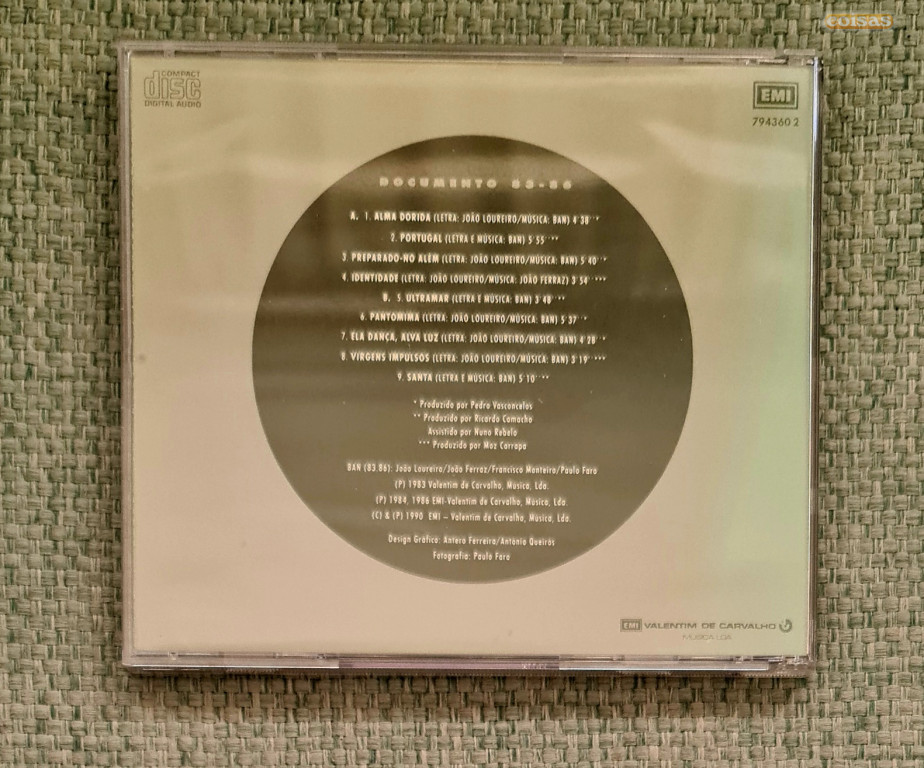 coisas
COMPACT
disc
DIGITAL AUDIO
EMI
794360 2
DOCUMENTO 83-86
A. 1. ALMA DORIDA (LETRA: JOÃO LOUREIRO/MÚSICA: BAN) 4'38''*
2. PORTUGAL (LETRA E MÚSICA: BAN) 5'55''**
3. PREPARADO-NO ALÉM (LETRA: JOÃO LOUREIRO/MÚSICA: BAN) 5'40''*
4. IDENTIDADE (LETRA: JOÃO LOUREIRO/MÚSICA: JOÃO FERRAZ) 3'54''***
B. 5. ULTRAMAR (LETRA E MÚSICA: BAN) 5'48''**
6. PANTOMIMA (LETRA: JOÃO LOUREIRO/MÚSICA: BAN) 5'37''*
7. ELA DANÇA, ALVA LUZ (LETRA: JOÃO LOUREIRO/MÚSICA: BAN) 4'28''*
8. VIRGENS IMPULSOS (LETRA: JOÃO LOUREIRO/MÚSICA: BAN) 3'19''***
9. SANTA (LETRA E MÚSICA: BAN) 5'10''**
* Produzido por Pedro Vasconcelos
** Produzido por Ricardo Camacho
Assistido por Nuno Rebelo
*** Produzido por Moz Carrapa
BAN (83.86): João Loureiro/João Ferraz/Francisco Monteiro/Paulo Faro
(P) 1983 Valentim de Carvalho, Música, Lda.
(P) 1984, 1986 EMI-Valentim de Carvalho, Música, Lda.
(C) & (P) 1990 EMI – Valentim de Carvalho, Música, Lda.
Design Gráfico: Antero Ferreira/Antonio Queirós
Fotografia: Paulo Faro
EMI VALENTIM DE CARVALHO
MÚSICA LDA